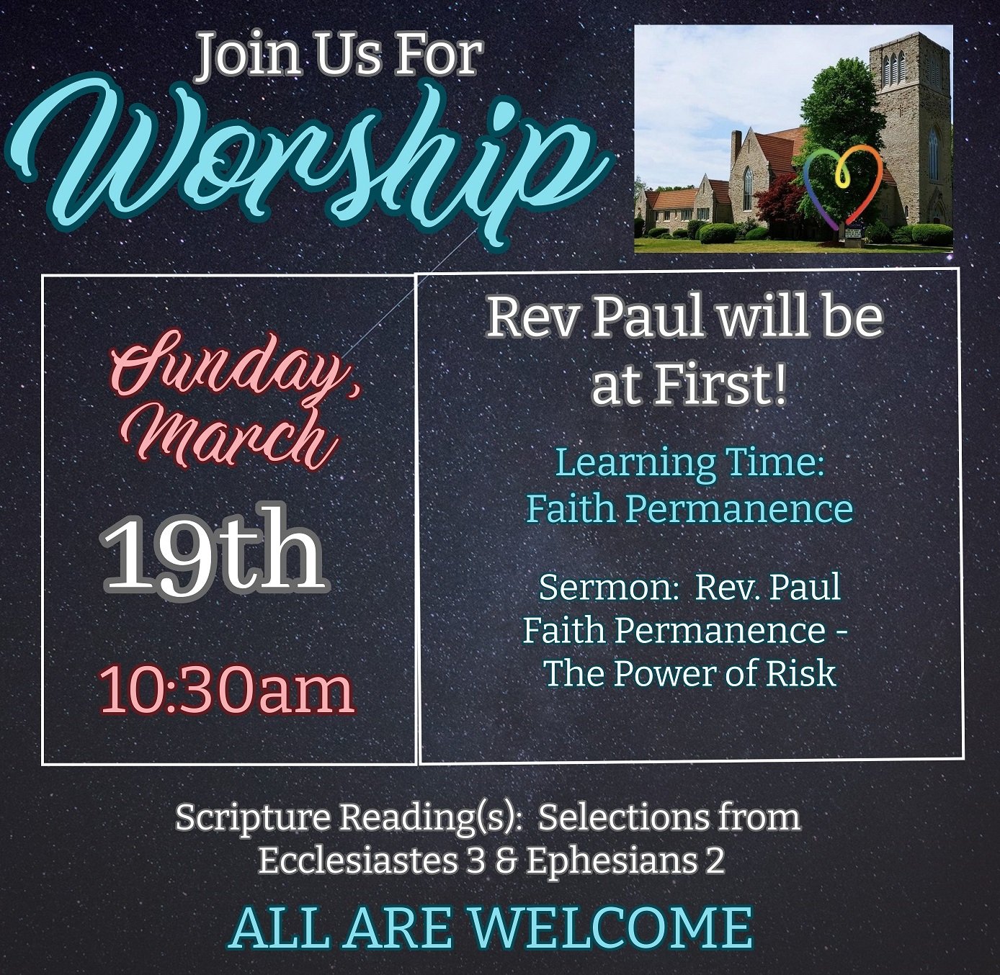 Join Us For
Worship
Sunday,
March
19th
10:30am
Rev Paul will be
at First!
Learning Time:
Faith Permanence
Sermon:  Rev. Paul
Faith Permanence -
The Power of Risk
Scripture Reading(s):  Selections from
Ecclesiastes 3 & Ephesians 2
ALL ARE WELCOME